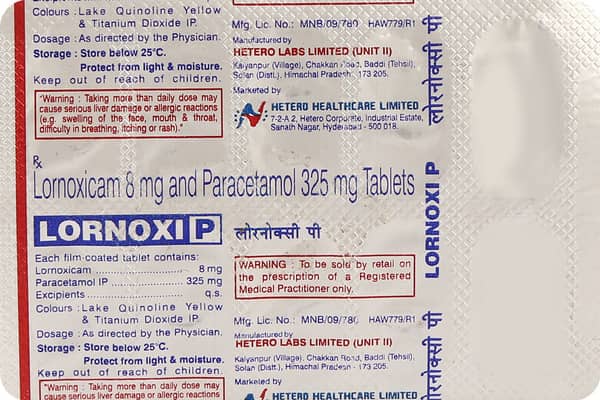 Colours : Lake Quinoline Yellow
& Titanium Dioxide IP.
Dosage : As directed by the Physician.
Storage : Store below 25°C.
Protect from light & moisture.
Keep out of reach of children.
"Warning : Taking more than daily dose may
cause serious liver damage or allergic reactions
(e.g. swelling of the face, mouth & throat,
difficulty in breathing, itching or rash)."
Mfg. Lic. No.: MNB/09/780 HAW779/R1
Manufactured by
HETERO LABS LIMITED (UNIT II)
Kalyanpur (Village), Chakkan Road, Baddi (Tehsil),
Solan (Distt.), Himachal Pradesh, 173 205.
Marketed by
HETERO HEALTHCARE LIMITED
7-2-A 2, Hetero Corporate, Industrial Estate,
Sanath Nagar, Hyderabad - 500 018.
Rx
Lornoxicam 8 mg and Paracetamol 325 mg Tablets
LORNOXI P
लोरनोक्सी पी
Each film-coated tablet contains:
Lornoxicam 8 mg
Paracetamol IP 325 mg
Excipients q.s.
Colours : Lake Quinoline Yellow
& Titanium Dioxide IP.
Dosage : As directed by the Physician.
Storage : Store below 25°C.
Protect from light & moisture.
Keep out of reach of children.
"Warning : Taking more than daily dose may
cause serious liver damage or allergic reactions
WARNING : To be sold by retail on
the prescription of a Registered
Medical Practitioner only.
Mfg. Lic. No.: MNB/09/780 HAW779/R1
Manufactured by
HETERO LABS LIMITED (UNIT II)
Kalyanpur (Village), Chakkan Road, Baddi (Tehsil),
Solan (Distt.), Himachal Pradesh - 173 205.
Marketed by
HETERO HEALTHCARE LIMITED
लोरनोक्सी पी
LORNOXI P
लोरनोक्सी पी